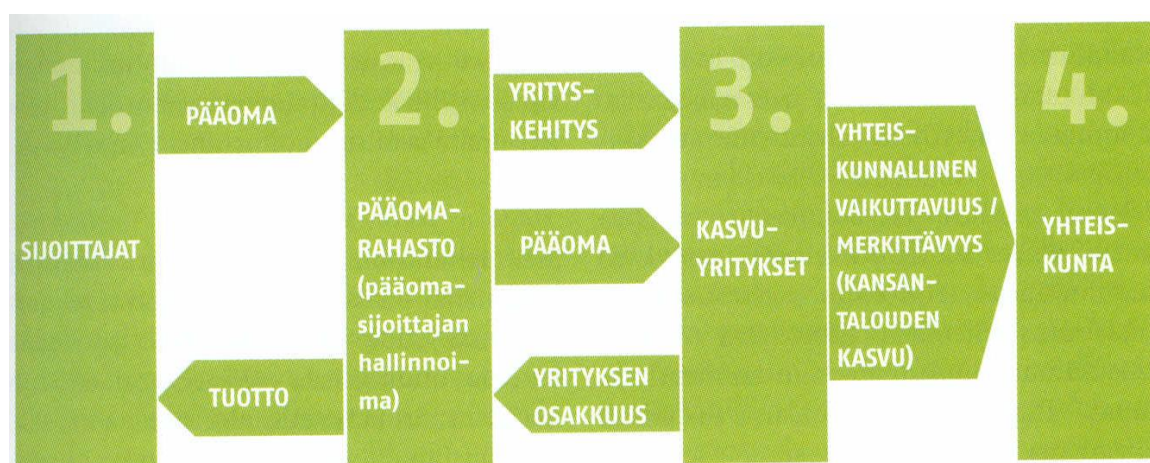 1.
SIJOITTAJAT
PÄÄOMA
TUOTTO
2.
PÄÄOMA-
RAHASTO
(pääoma-
sijoittajan
hallinnoi-
ma)
YRITYS-
KEHITYS
PÄÄOMA
YRITYKSEN
OSAKKUUS
3.
KASVU-
YRITYKSET
YHTEIS-
KUNNALLINEN
VAIKUTTAVUUS /
MERKITTÄVYYS
(KANSAN-
TALOUDEN
KASVU)
4.
YHTEIS-
KUNTA